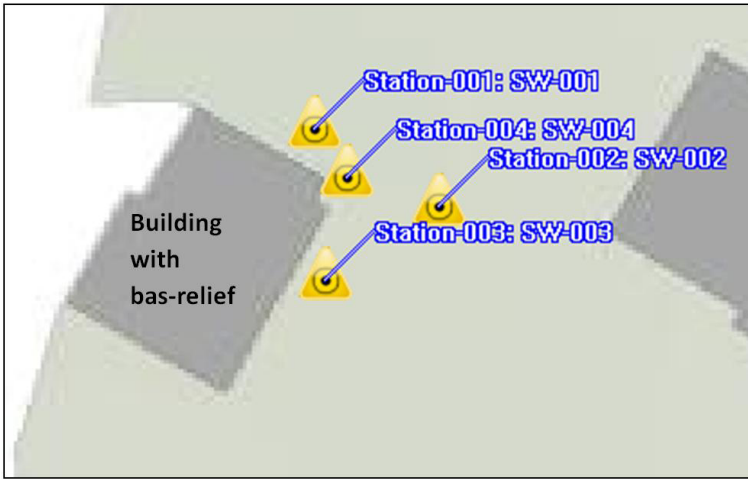 Station-001: SW-001
Station-004: SW-004
Station-002: SW-002
Station-003: SW-003
Building
with
bas-relief